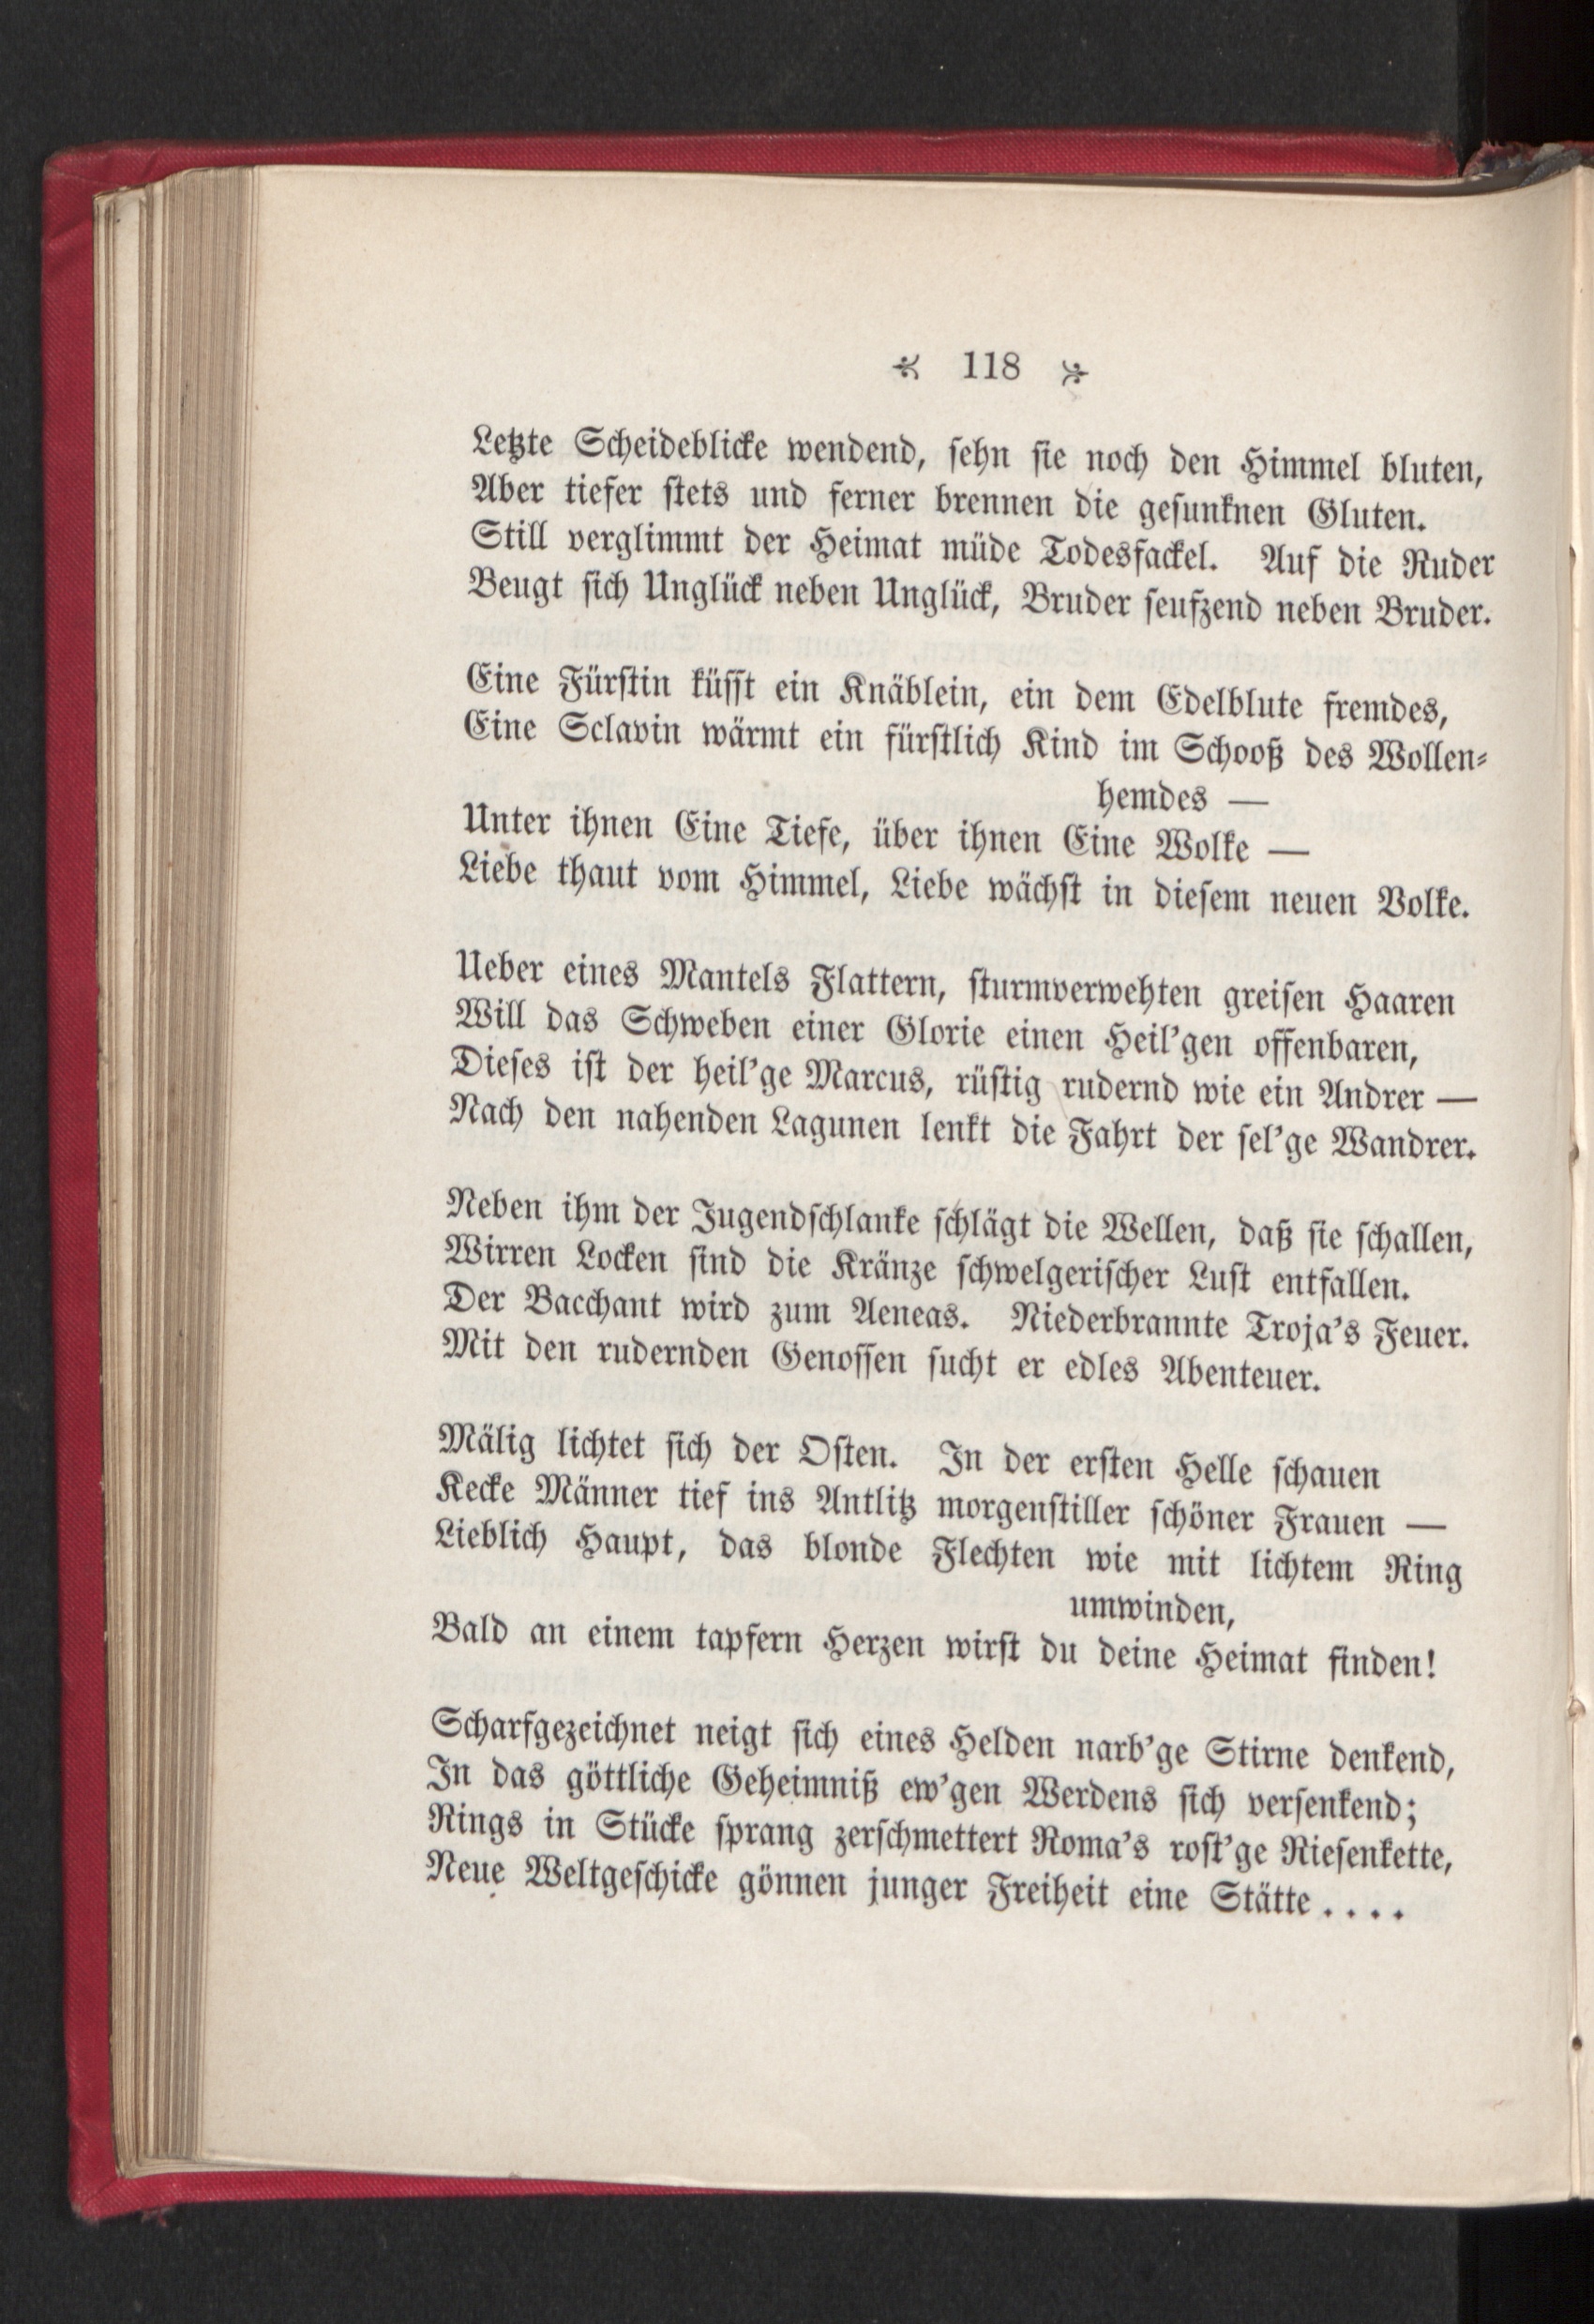 118
Letzte Scheideblicke wendend, sehn sie noch den Himmel bluten,
Aber tiefer stets und ferner brennen die gesunknen Gluten.
Still verglimmt der Heimat müde Todesfackel. Auf die Ruder
Beugt sich Unglück neben Unglück, Bruder seufzend neben Bruder.
Eine Fürstin küsst ein Knäblein, ein dem Edelblute fremdes,
Eine Sclavin wärmt ein fürstlich Kind im Schooß des Wollen-
hemdes —
Unter ihnen Eine Tiefe, über ihnen Eine Wolke —
Liebe thaut vom Himmel, Liebe wächst in diesem neuen Volke.
Ueber eines Mantels Flattern, sturmverwehten greisen Haaren
Will das Schweben einer Glorie einen Heil'gen offenbaren,
Dieses ist der heil'ge Marcus, rüstig rudernd wie ein Andrer —
Nach den nahenden Lagunen lenkt die Fahrt der sel'ge Wandrer.
Neben ihm der Jugendschlanke schlägt die Wellen, daß sie schallen,
Wirren Locken sind die Kränze schwelgerischer Lust entfallen.
Der Bacchant wird zum Aeneas. Niederbrannte Troja's Feuer.
Mit den rudernden Genossen sucht er edles Abenteuer.
Mälig lichtet sich der Osten. In der ersten Helle schauen
Kecke Männer tief ins Antlitz morgenstiller schöner Frauen —
Lieblich Haupt, das blonde Flechten wie mit lichtem Ring
umwinden,
Bald an einem tapfern Herzen wirst du deine Heimat finden!
Scharfgezeichnet neigt sich eines Helden narb'ge Stirne denkend,
In das göttliche Geheimniß ew'gen Werdens sich versenkend;
Rings in Stücke sprang zerschmettert Roma's rost'ge Riesenkette,
Neue Weltgeschicke gönnen junger Freiheit eine Stätte....